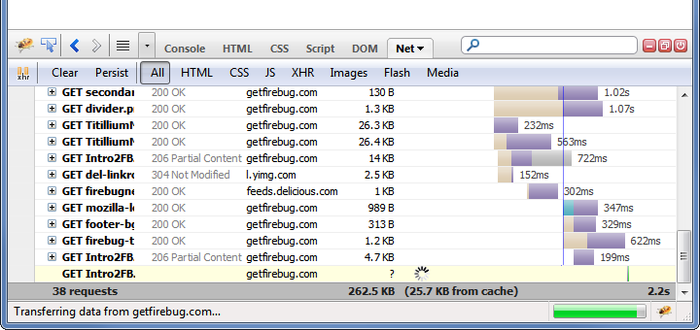 Console HTML CSS Script DOM Net
xhr Clear Persist All HTML CSS JS XHR Images Flash Media
GET secondar 200 OK getfirebug.com 130 B 1.02s
GET divider.p 200 OK getfirebug.com 1.3 KB 1.07s
GET TitilliumM 200 OK getfirebug.com 26.3 KB 232ms
GET TitilliumM 200 OK getfirebug.com 26.4 KB 563ms
GET Intro2FB. 206 Partial Content getfirebug.com 14 KB 722ms
GET del-linkro 304 Not Modified l.yimg.com 2.5 KB 152ms
GET firebugne 200 OK feeds.delicious.com 1 KB 302ms
GET mozilla-l 200 OK getfirebug.com 989 B 347ms
GET footer-bg 200 OK getfirebug.com 313 B 329ms
GET firebug-t 200 OK getfirebug.com 1.2 KB 622ms
GET Intro2FB. 206 Partial Content getfirebug.com 4.7 KB 199ms
GET Intro2FB. getfirebug.com ?
38 requests 262.5 KB (25.7 KB from cache) 2.2s
Transferring data from getfirebug.com...